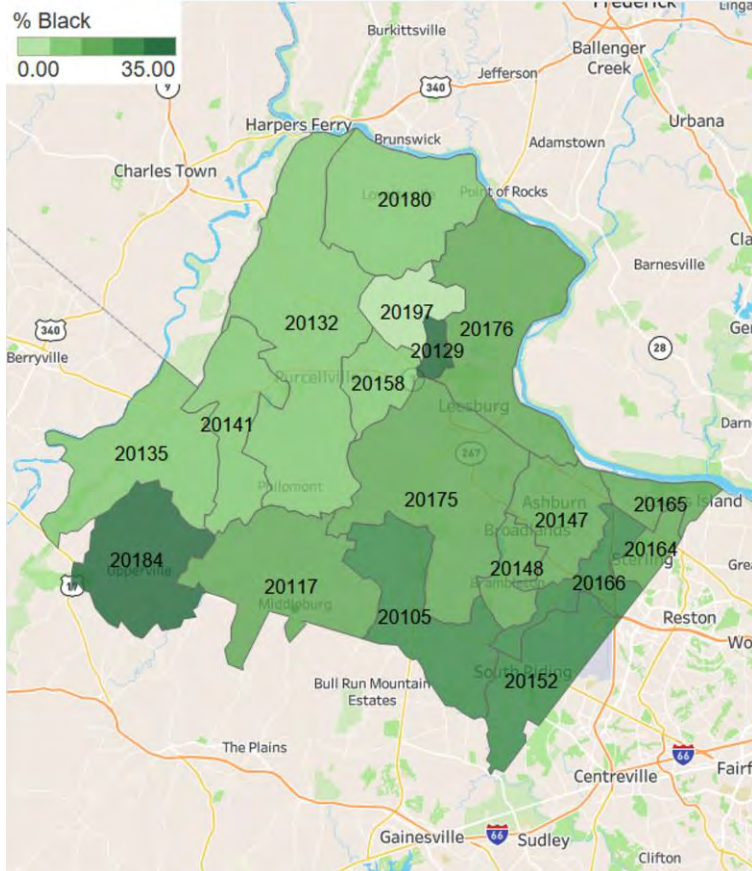 % Black
0.00 35.00
Frederick
Burkittsville
Ballenger
Creek
9
340
Jefferson
Urbana
Harpers Ferry
Brunswick
Adamstown
Charles Town
Point of Rocks
20180
Barnesville
20197
340
20132
20176
28
Berryville
20129
Purcellville
20158
Leesburg
20141
20135
267
Philomont
20175
Ashburn
20165
Island
20147
Broadlands
20184
20164
Upperville
20148
Sterling
17
20117
Brambleton
20166
Middleburg
20105
Reston
South Riding
Bull Run Mountain
Estates
20152
The Plains
66
Centreville
Gainesville
66
Sudley
Clifton